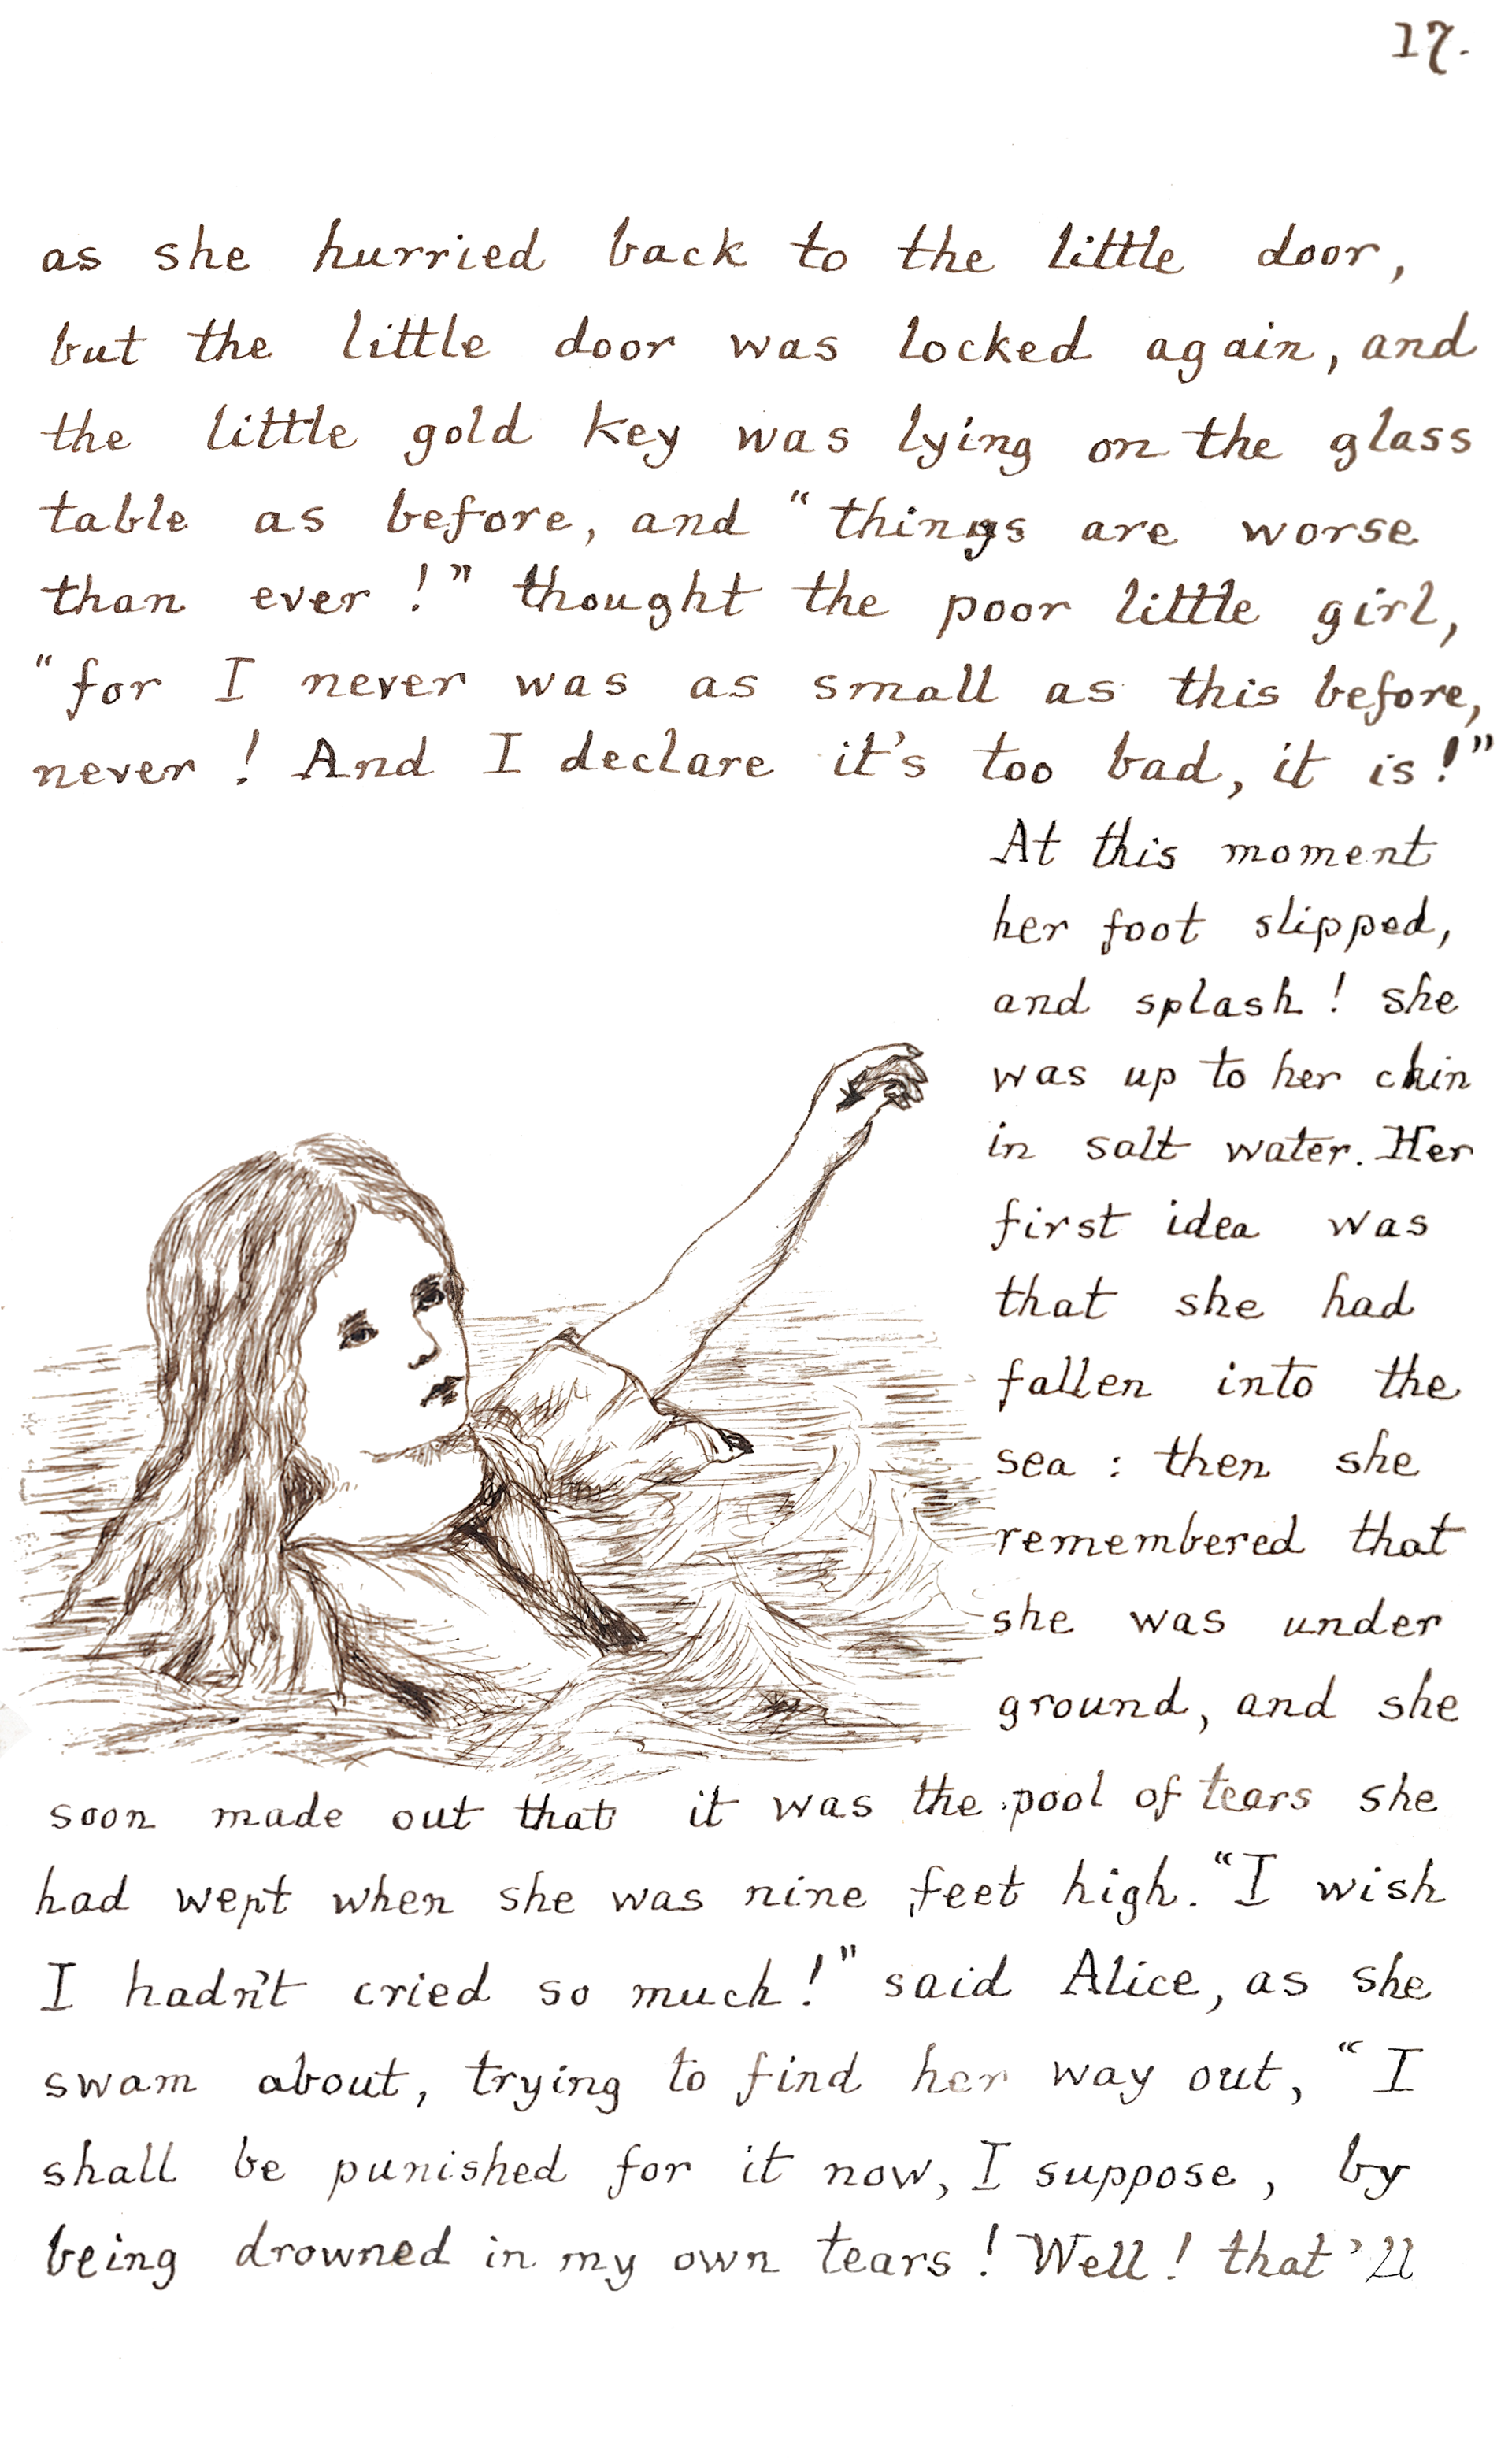 17.
as she hurried back to the little door,
but the little door was locked again, and
the little gold key was lying on the glass
table as before, and "things are worse
than ever!" thought the poor little girl,
"for I never was as small as this before,
never! And I declare it's too bad, it is!"
At this moment
her foot slipped,
and splash! she
was up to her chin
in salt water. Her
first idea was
that she had
fallen into the
sea: then she
remembered that
she was under
ground, and she
soon made out that it was the pool of tears she
had wept when she was nine feet high. "I wish
I hadn't cried so much!" said Alice, as she
swam about, trying to find her way out, "I
shall be punished for it now, I suppose, by
being drowned in my own tears! Well! that'll